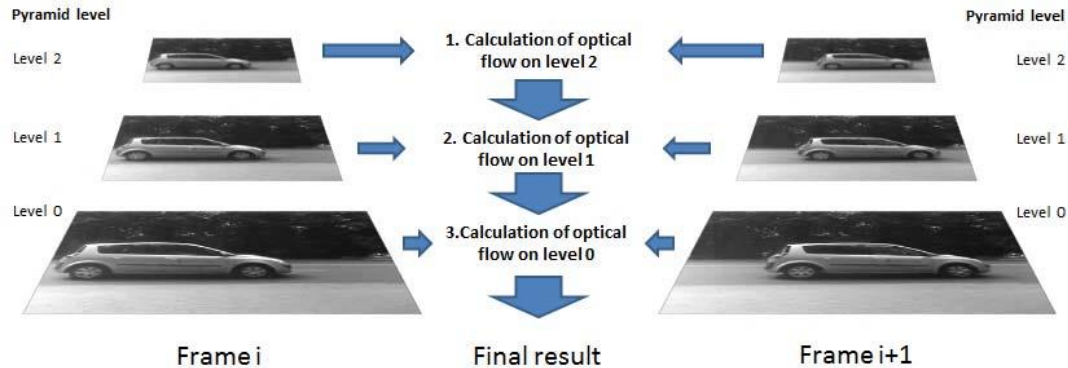 Pyramid level
Pyramid level
Level 2
1. Calculation of optical
flow on level 2
Level 2
Level 1
2. Calculation of optical
flow on level 1
Level 1
Level 0
3.Calculation of optical
flow on level 0
Level 0
Frame i
Final result
Frame i+1